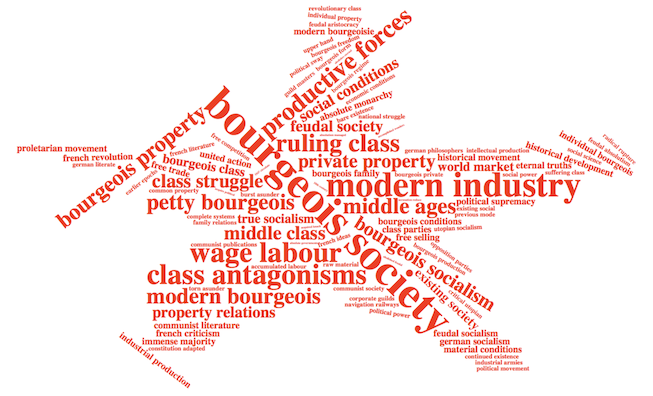 revolutionary class
individual property
feudal aristocracy
modern bourgeoisie
upper hand
bourgeois freedom
political sway
bourgeois form
guild masters
bourgeois regime
productive forces
social conditions
economic conditions
absolute monarchy
bare existence
national struggle
feudal society
ruling class
private property
bourgeois family
bourgeois private
social power
german philosophers
intellectual production
historical movement
world market
eternal truths
suffering class
historical development
social science
individual bourgeois
radical rupture
proletarian movement
french revolution
german literate
bourgeois property
earlier epochs
free trade
french literature
free competition
united action
burst asunder
bourgeois class
class struggle
common property
petty bourgeois
bourgeois society
modern industry
middle ages
political supremacy
existing social
previous mode
complete systems
family relations
true socialism
middle class
communist publications
french ideas
wage labour
accumulated labour
raw material
class antagonisms
torn asunder
communist society
modern bourgeois
corporate guilds
navigation railways
political power
property relations
communist literature
french criticism
immense majority
constitution adapted
industrial production
bourgeois conditions
class parties
utopian socialism
free selling
opposition parties
bourgeois production
bourgeois socialism
critical utopian
existing society
feudal socialism
german socialism
material conditions
continued existence
industrial armies
political movement